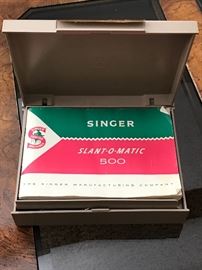 SINGER
S
SLANT-O-MATIC
500
THE SINGER MANUFACTURING COMPANY